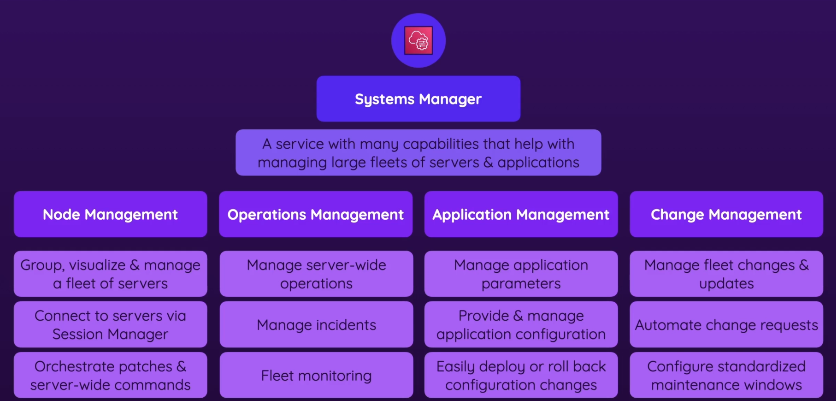 Systems Manager
A service with many capabilities that help with
managing large fleets of servers & applications
Node Management
Group, visualize & manage
a fleet of servers
Connect to servers via
Session Manager
Orchestrate patches &
server-wide commands
Operations Management
Manage server-wide
operations
Manage incidents
Fleet monitoring
Application Management
Manage application
parameters
Provide & manage
application configuration
Easily deploy or roll back
configuration changes
Change Management
Manage fleet changes &
updates
Automate change requests
Configure standardized
maintenance windows